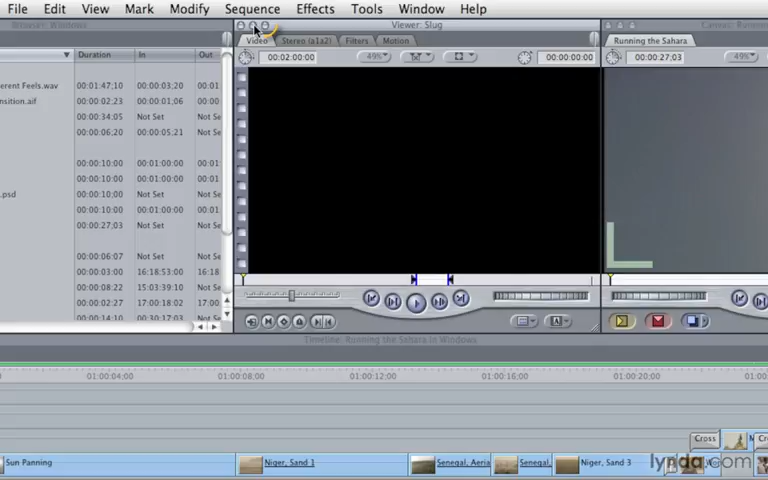 File Edit View Mark Modify Sequence Effects Tools Window Help
Browser: Windows
Viewer: Slug
Canvas: Runn
Video Stereo (a1a2) Filters Motion
Running the Sahara
Duration In Out
00:02:00:00 49% 00:00:00:00
00:00:27;03 49%
erent Feels.wav 00:01:47;10 00:00:03;20 00:01
nsition.aif 00:00:02;23 00:00:01;06 00:00
00:00:34:05 Not Set Not Se
00:00:06;20 00:00:05;21 Not Se
00:00:10:00 00:01:00:00 00:01
00:00:10;00 00:01:00;00 00:01
.psd 00:00:10;00 Not Set Not Se
00:00:10;00 00:01:00;00 00:01
00:00:27;03 Not Set Not Se
00:00:06:07 Not Set Not Se
00:00:03:00 16:18:53:00 16:18
00:00:08:22 15:03:39:10 Not Se
00:00:02:27 17:00:18:02 17:00
00:00:14:10 00:30:17:03 Not Se
Timeline: Running the Sahara in Windows
01:00:04;00 01:00:08;00 01:00:12;00 01:00:16;00 01:00:20;00
Cross
Sun Panning Niger, Sand 1 Senegal, Aeria Senegal, Niger, Sand 3
lynda.com